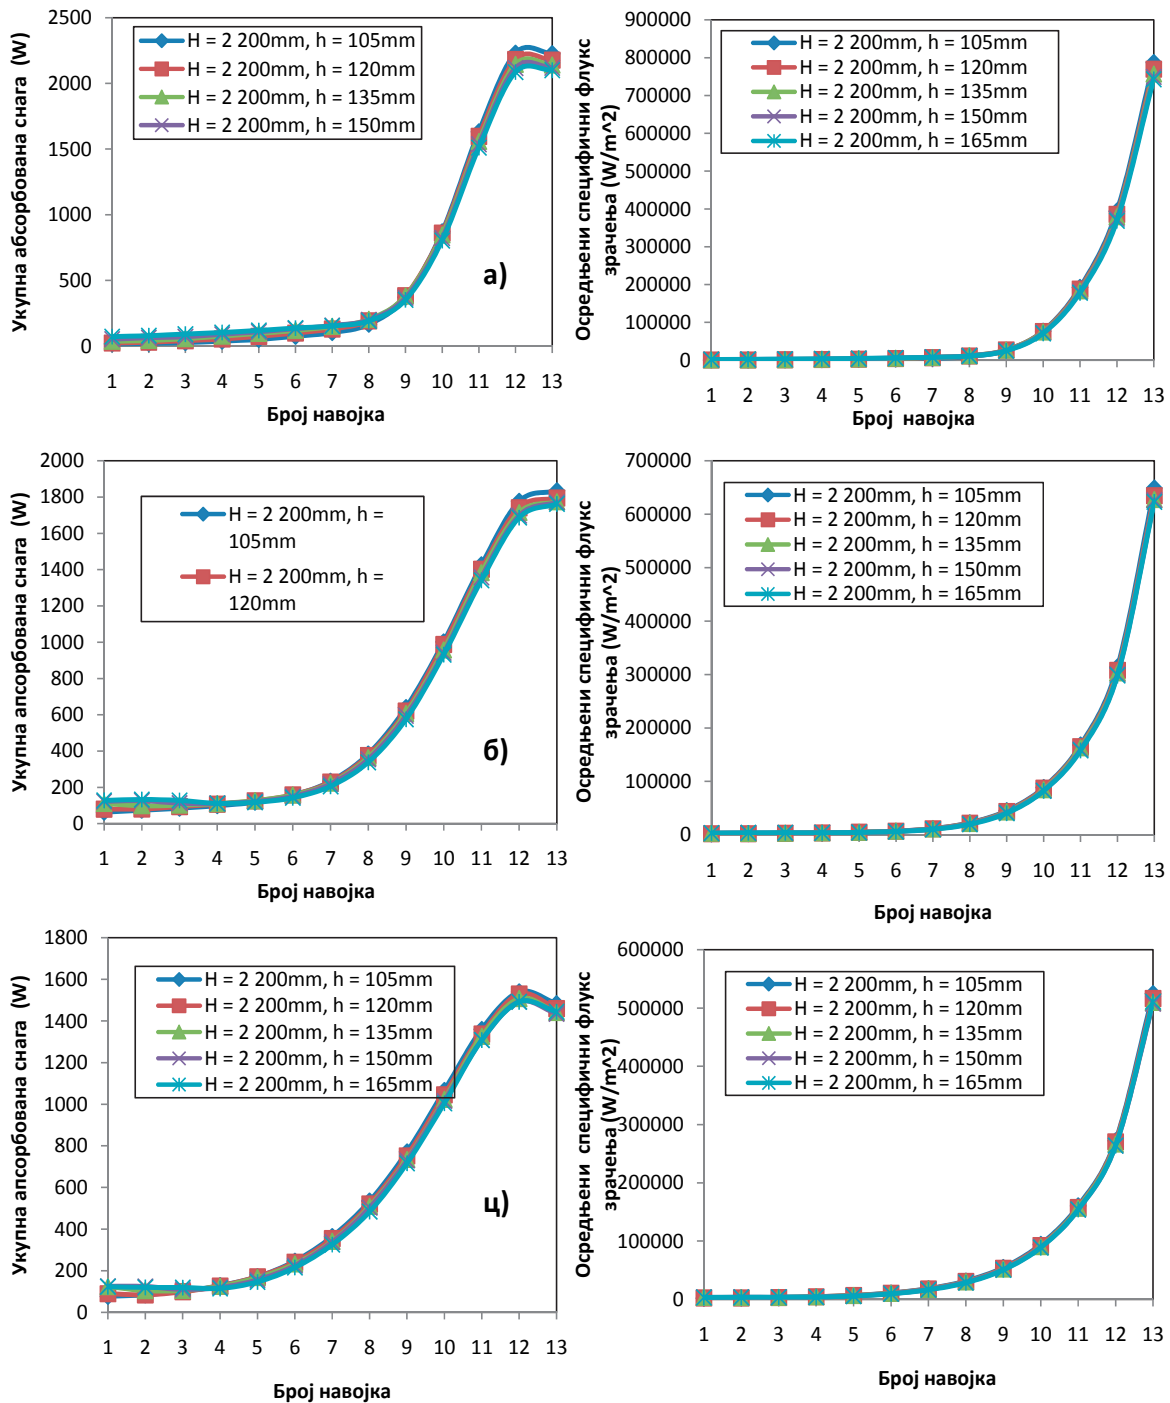 Укупна абсорбована снага (W)
2500
2000
1500
1000
500
0
H = 2 200mm, h = 105mm
H = 2 200mm, h = 120mm
H = 2 200mm, h = 135mm
H = 2 200mm, h = 150mm
а)
1 2 3 4 5 6 7 8 9 10 11 12 13
Број навојка
Осредњени специфични флукс
зрачења (W/m^2)
900000
800000
700000
600000
500000
400000
300000
200000
100000
0
H = 2 200mm, h = 105mm
H = 2 200mm, h = 120mm
H = 2 200mm, h = 135mm
H = 2 200mm, h = 150mm
H = 2 200mm, h = 165mm
1 2 3 4 5 6 7 8 9 10 11 12 13
Број навојка
Укупна апсорбована снага (W)
2000
1800
1600
1400
1200
1000
800
600
400
200
0
H = 2 200mm, h =
105mm
H = 2 200mm, h =
120mm
б)
1 2 3 4 5 6 7 8 9 10 11 12 13
Број навојка
Осредњени специфични флукс
зрачења (W/m^2)
700000
600000
500000
400000
300000
200000
100000
0
H = 2 200mm, h = 105mm
H = 2 200mm, h = 120mm
H = 2 200mm, h = 135mm
H = 2 200mm, h = 150mm
H = 2 200mm, h = 165mm
1 2 3 4 5 6 7 8 9 10 11 12 13
Број навојка
Укупна апсорбована снага (W)
1800
1600
1400
1200
1000
800
600
400
200
0
H = 2 200mm, h = 105mm
H = 2 200mm, h = 120mm
H = 2 200mm, h = 135mm
H = 2 200mm, h = 150mm
H = 2 200mm, h = 165mm
ц)
1 2 3 4 5 6 7 8 9 10 11 12 13
Број навојка
Осредњени специфични флукс
зрачења (W/m^2)
600000
500000
400000
300000
200000
100000
0
H = 2 200mm, h = 105mm
H = 2 200mm, h = 120mm
H = 2 200mm, h = 135mm
H = 2 200mm, h = 150mm
H = 2 200mm, h = 165mm
1 2 3 4 5 6 7 8 9 10 11 12 13
Број навојка